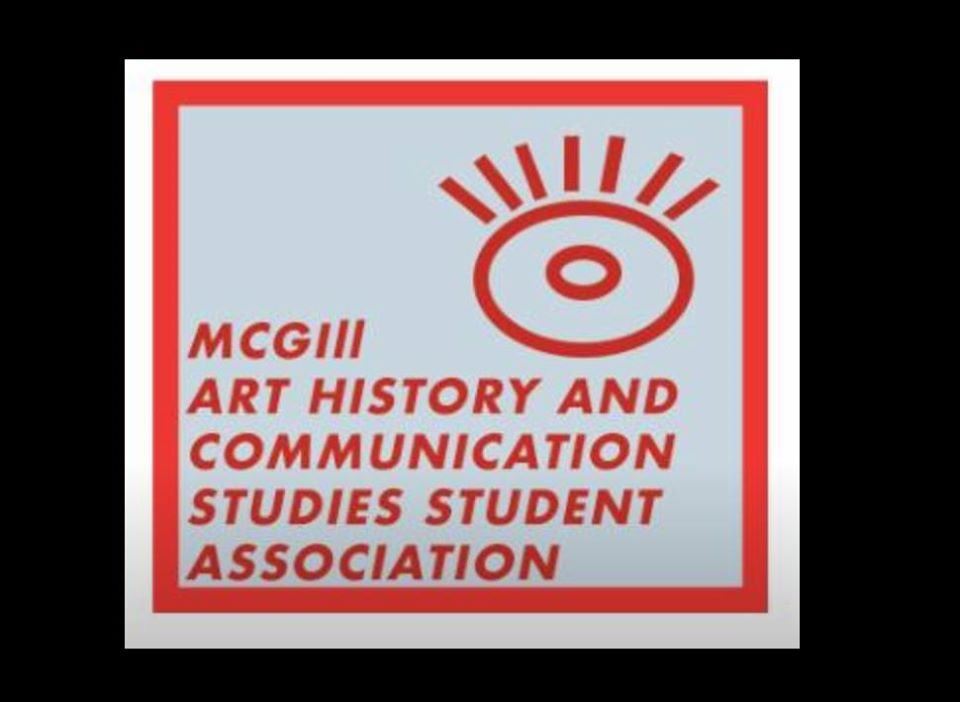 MCGIll
ART HISTORY AND
COMMUNICATION
STUDIES STUDENT
ASSOCIATION